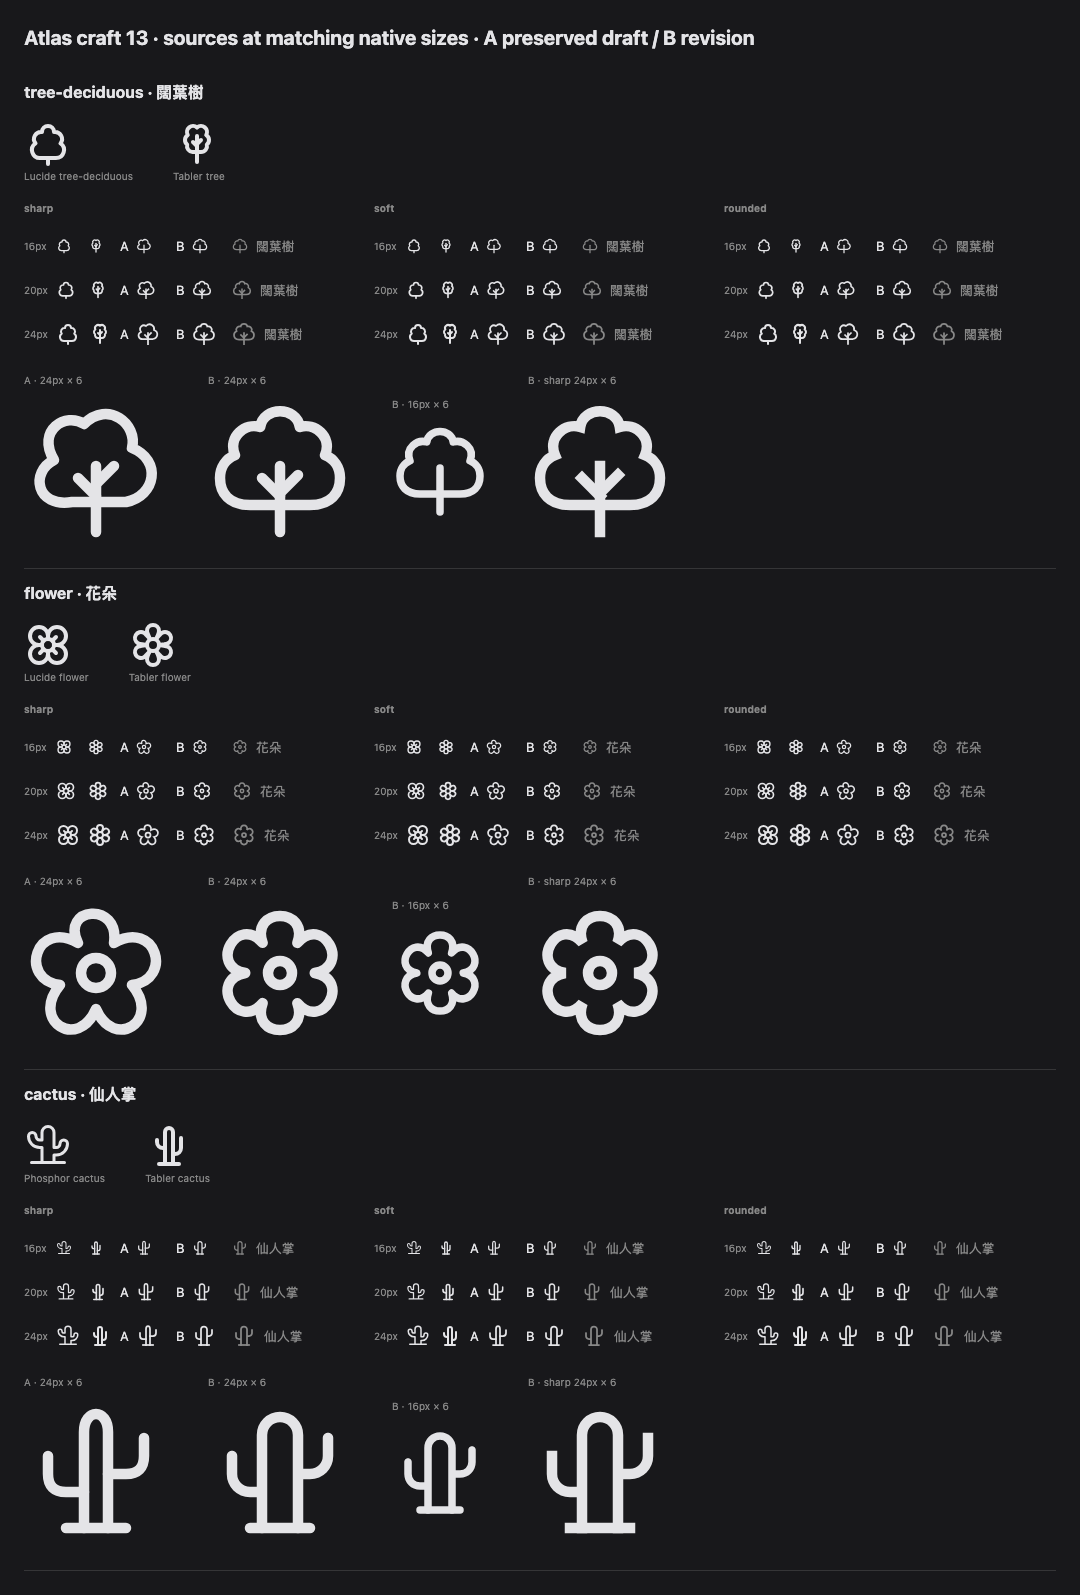 Atlas craft 13 · sources at matching native sizes · A preserved draft / B revision
tree-deciduous · 闊葉樹
Lucide tree-deciduous Tabler tree
sharp soft rounded
16px A B 闊葉樹 16px A B 闊葉樹 16px A B 闊葉樹
20px A B 闊葉樹 20px A B 闊葉樹 20px A B 闊葉樹
24px A B 闊葉樹 24px A B 闊葉樹 24px A B 闊葉樹
A · 24px × 6 B · 24px × 6 B · 16px × 6 B · sharp 24px × 6
flower · 花朵
Lucide flower Tabler flower
sharp soft rounded
16px A B 花朵 16px A B 花朵 16px A B 花朵
20px A B 花朵 20px A B 花朵 20px A B 花朵
24px A B 花朵 24px A B 花朵 24px A B 花朵
A · 24px × 6 B · 24px × 6 B · 16px × 6 B · sharp 24px × 6
cactus · 仙人掌
Phosphor cactus Tabler cactus
sharp soft rounded
16px A B 仙人掌 16px A B 仙人掌 16px A B 仙人掌
20px A B 仙人掌 20px A B 仙人掌 20px A B 仙人掌
24px A B 仙人掌 24px A B 仙人掌 24px A B 仙人掌
A · 24px × 6 B · 24px × 6 B · 16px × 6 B · sharp 24px × 6